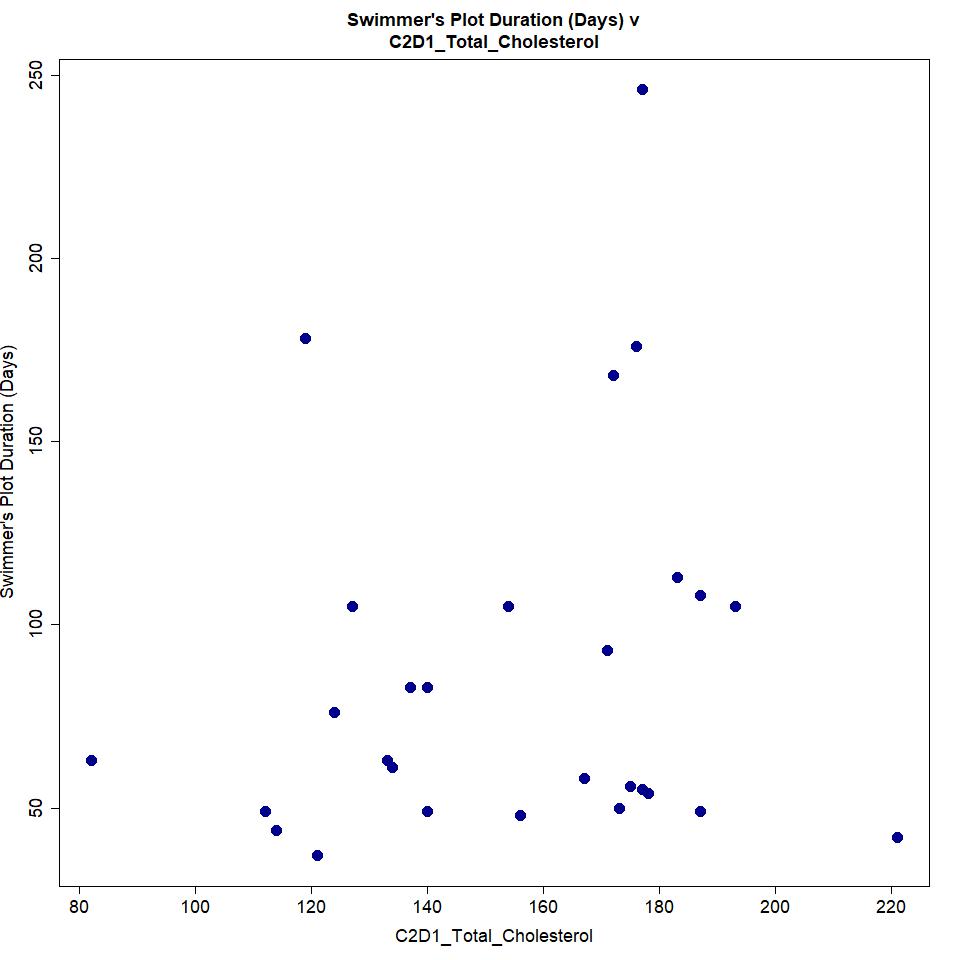 Swimmer's Plot Duration (Days) v
C2D1_Total_Cholesterol
Swimmer's Plot Duration (Days)
250
200
150
100
50
80 100 120 140 160 180 200 220
C2D1_Total_Cholesterol